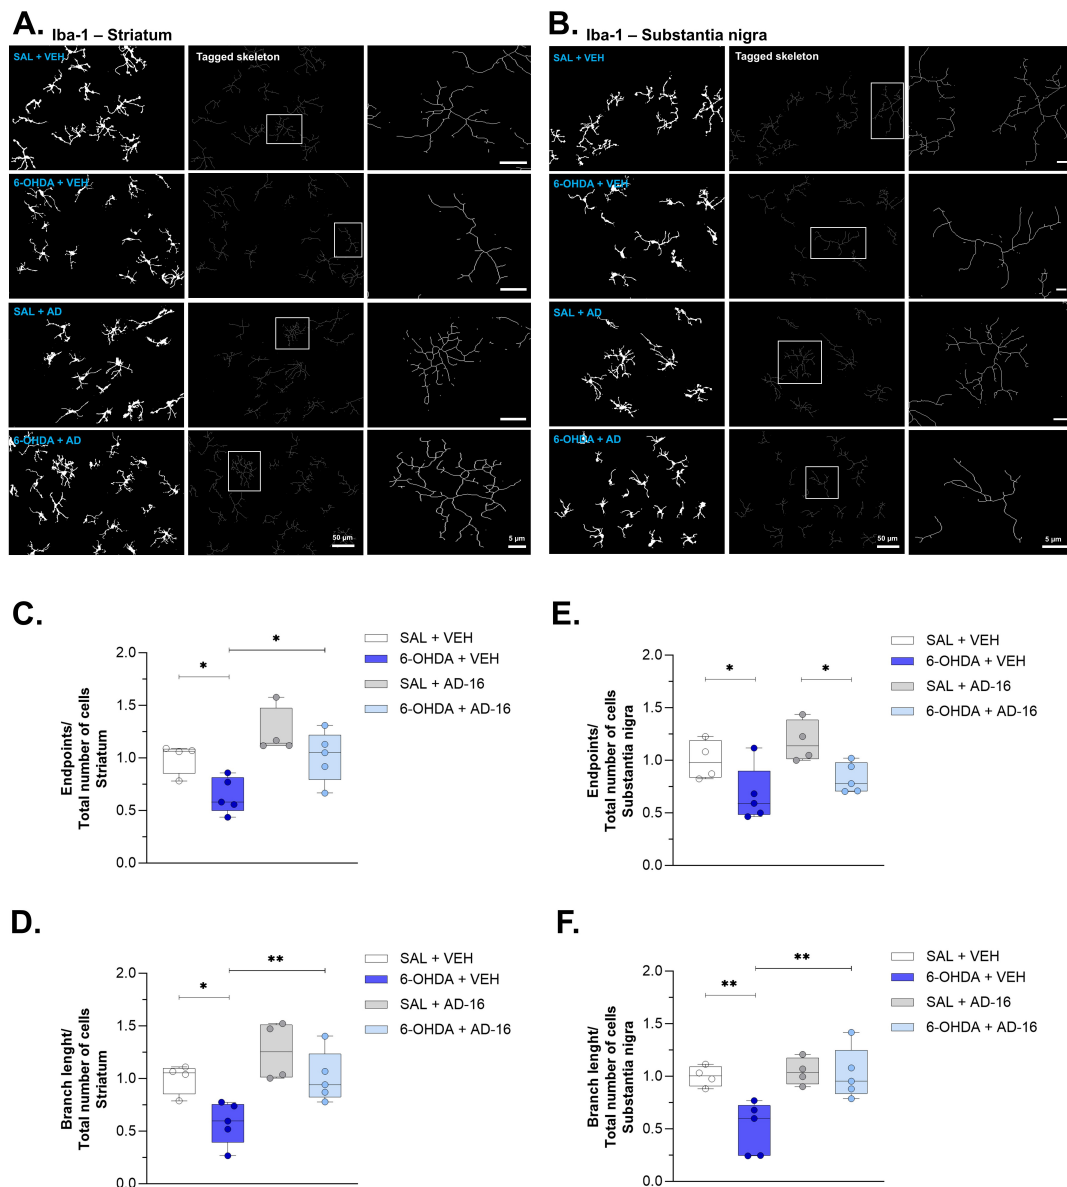 A. Iba-1 – Striatum
SAL + VEH
Tagged skeleton
6-OHDA + VEH
SAL + AD
6-OHDA + AD
50 µm
5 µm
B. Iba-1 – Substantia nigra
SAL + VEH
Tagged skeleton
6-OHDA + VEH
SAL + AD
6-OHDA + AD
50 µm
5 µm
C.
Endpoints/
Total number of cells
Striatum
2.0
1.5
1.0
0.5
0.0
*
*
SAL + VEH
6-OHDA + VEH
SAL + AD-16
6-OHDA + AD-16
E.
Endpoints/
Total number of cells
Substantia nigra
2.0
1.5
1.0
0.5
0.0
*
*
SAL + VEH
6-OHDA + VEH
SAL + AD-16
6-OHDA + AD-16
D.
Branch lenght/
Total number of cells
Striatum
2.0
1.5
1.0
0.5
0.0
*
**
SAL + VEH
6-OHDA + VEH
SAL + AD-16
6-OHDA + AD-16
F.
Branch lenght/
Total number of cells
Substantia nigra
2.0
1.5
1.0
0.5
0.0
**
**
SAL + VEH
6-OHDA + VEH
SAL + AD-16
6-OHDA + AD-16